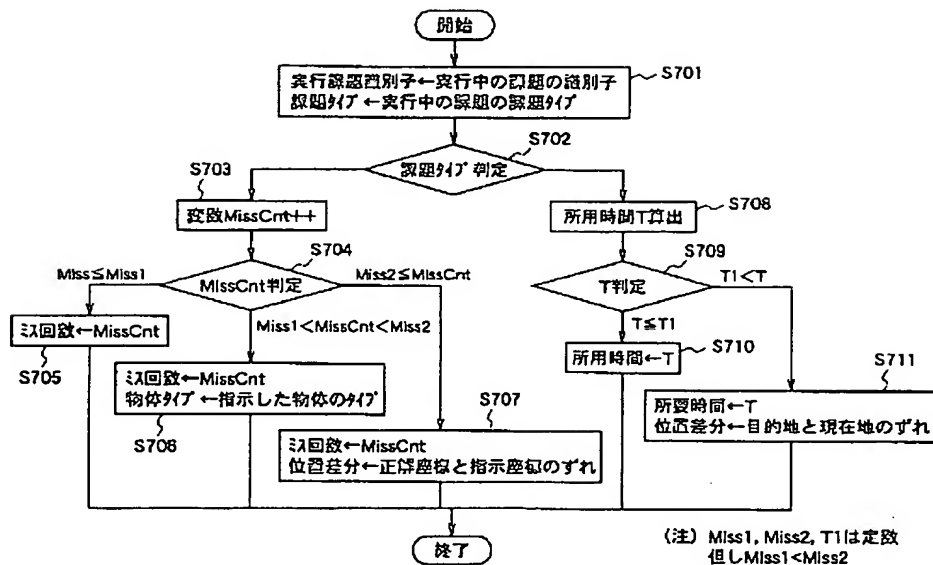 開始
S701
実行課題識別子←実行中の課題の識別子
課題タイプ←実行中の課題の課題タイプ
S702
課題タイプ判定
S703
変数MissCnt++
S708
所用時間T算出
S704
MissCnt判定
Miss≦Miss1
Miss2≦MissCnt
Miss1<MissCnt<Miss2
S709
T判定
T1<T
T≦T1
ミス回数←MissCnt
S705
所用時間←T
S710
ミス回数←MissCnt
物体タイプ←指示した物体のタイプ
S706
S707
ミス回数←MissCnt
位置差分←正解座標と指示座標のずれ
S711
所要時間←T
位置差分←目的地と現在地のずれ
終了
(注) Miss1, Miss2, T1は定数
但しMiss1<Miss2